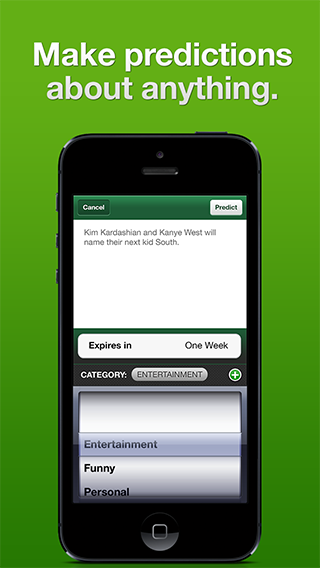 Make predictions
about anything.
Cancel
Predict
Kim Kardashian and Kanye West will
name their next kid South.
Expires in One Week
CATEGORY: ENTERTAINMENT
Entertainment
Funny
Personal